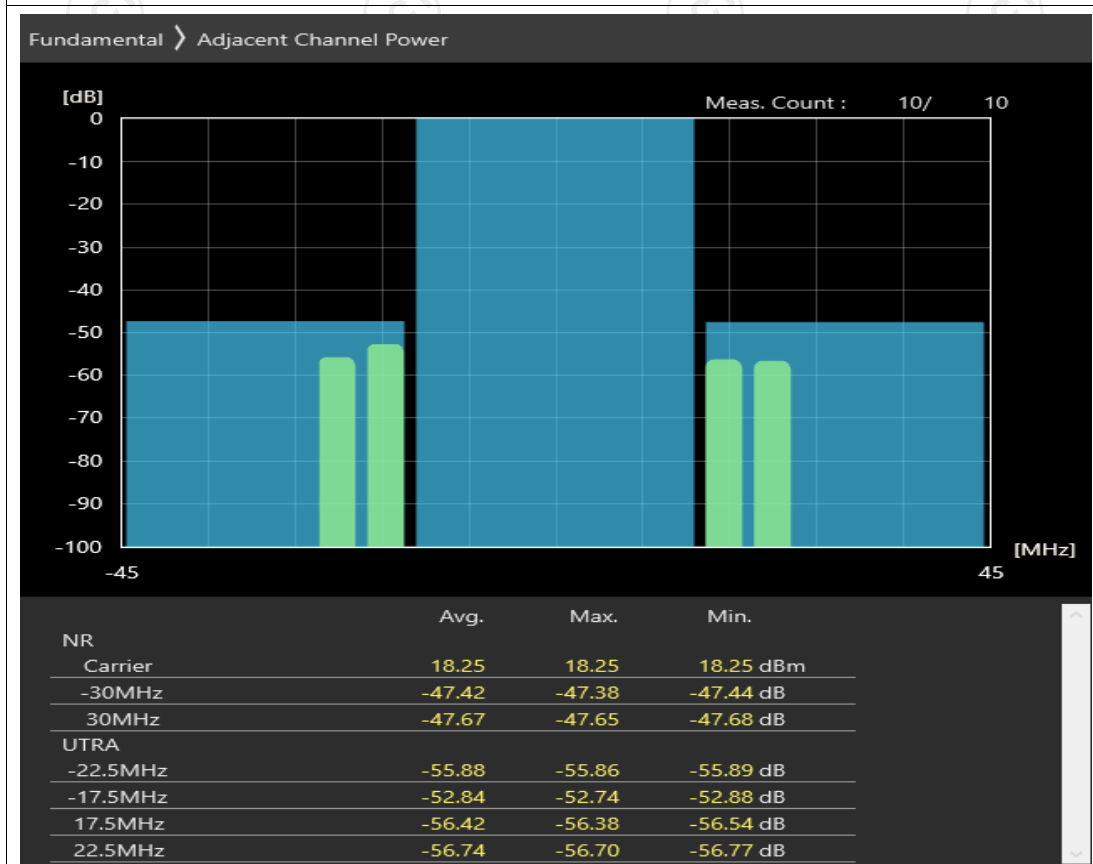 Fundamental ❯ Adjacent Channel Power
[dB]
Meas. Count : 10/ 10
0
-10
-20
-30
-40
-50
-60
-70
-80
-90
-100
[MHz]
-45 45
Avg. Max. Min.
NR
Carrier 18.25 18.25 18.25 dBm
-30MHz -47.42 -47.38 -47.44 dB
30MHz -47.67 -47.65 -47.68 dB
UTRA
-22.5MHz -55.88 -55.86 -55.89 dB
-17.5MHz -52.84 -52.74 -52.88 dB
17.5MHz -56.42 -56.38 -56.54 dB
22.5MHz -56.74 -56.70 -56.77 dB